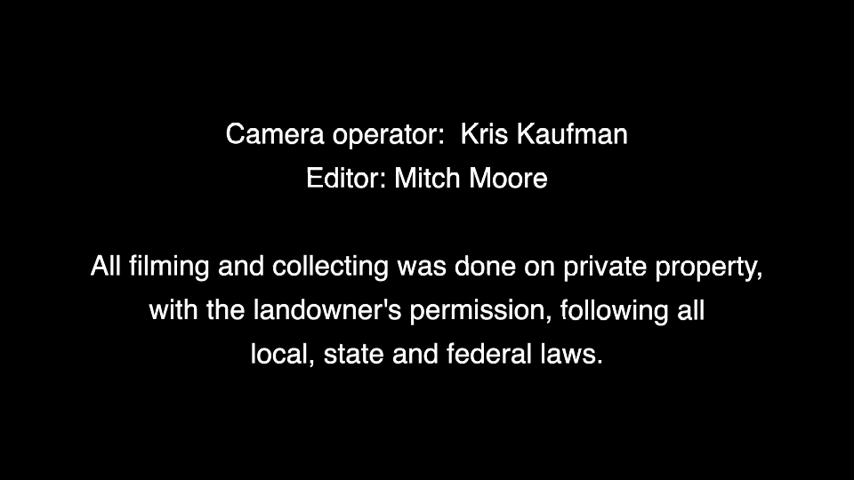 Camera operator:  Kris Kaufman
Editor: Mitch Moore
All filming and collecting was done on private property,
with the landowner's permission, following all
local, state and federal laws.